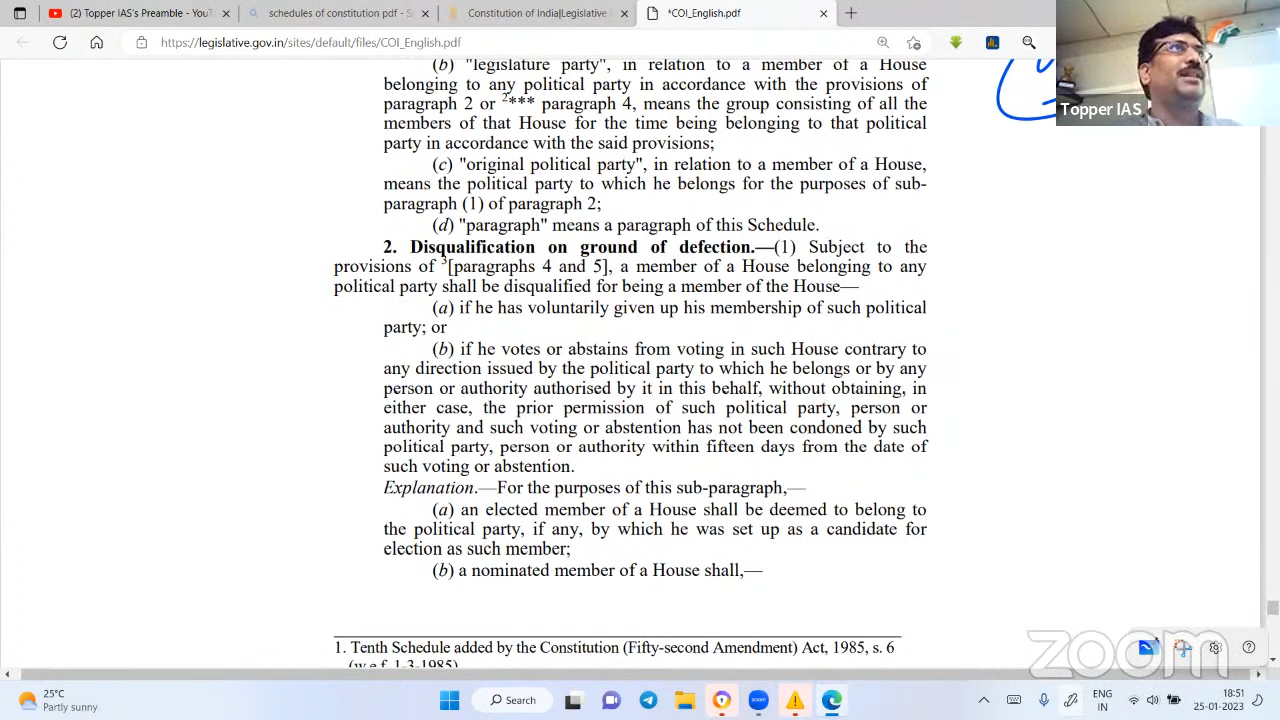 (2) Topper IAS's Preamble - YouT
schedules of constitution pdf - S
Constitution of India|Legislative
*COI_English.pdf
https://legislative.gov.in/sites/default/files/COI_English.pdf
Topper IAS
(b) "legislature party", in relation to a member of a House
belonging to any political party in accordance with the provisions of
paragraph 2 or 2*** paragraph 4, means the group consisting of all the
members of that House for the time being belonging to that political
party in accordance with the said provisions;
(c) "original political party", in relation to a member of a House,
means the political party to which he belongs for the purposes of sub-
paragraph (1) of paragraph 2;
(d) "paragraph" means a paragraph of this Schedule.
2. Disqualification on ground of defection.—(1) Subject to the
provisions of 3[paragraphs 4 and 5], a member of a House belonging to any
political party shall be disqualified for being a member of the House—
(a) if he has voluntarily given up his membership of such political
party; or
(b) if he votes or abstains from voting in such House contrary to
any direction issued by the political party to which he belongs or by any
person or authority authorised by it in this behalf, without obtaining, in
either case, the prior permission of such political party, person or
authority and such voting or abstention has not been condoned by such
political party, person or authority within fifteen days from the date of
such voting or abstention.
Explanation.—For the purposes of this sub-paragraph,—
(a) an elected member of a House shall be deemed to belong to
the political party, if any, by which he was set up as a candidate for
election as such member;
(b) a nominated member of a House shall,—
1. Tenth Schedule added by the Constitution (Fifty-second Amendment) Act, 1985, s. 6
(w.e.f. 1-3-1985)
zoom
25°C
Partly sunny
Search
zoom
ENG
IN
18:51
25-01-2023